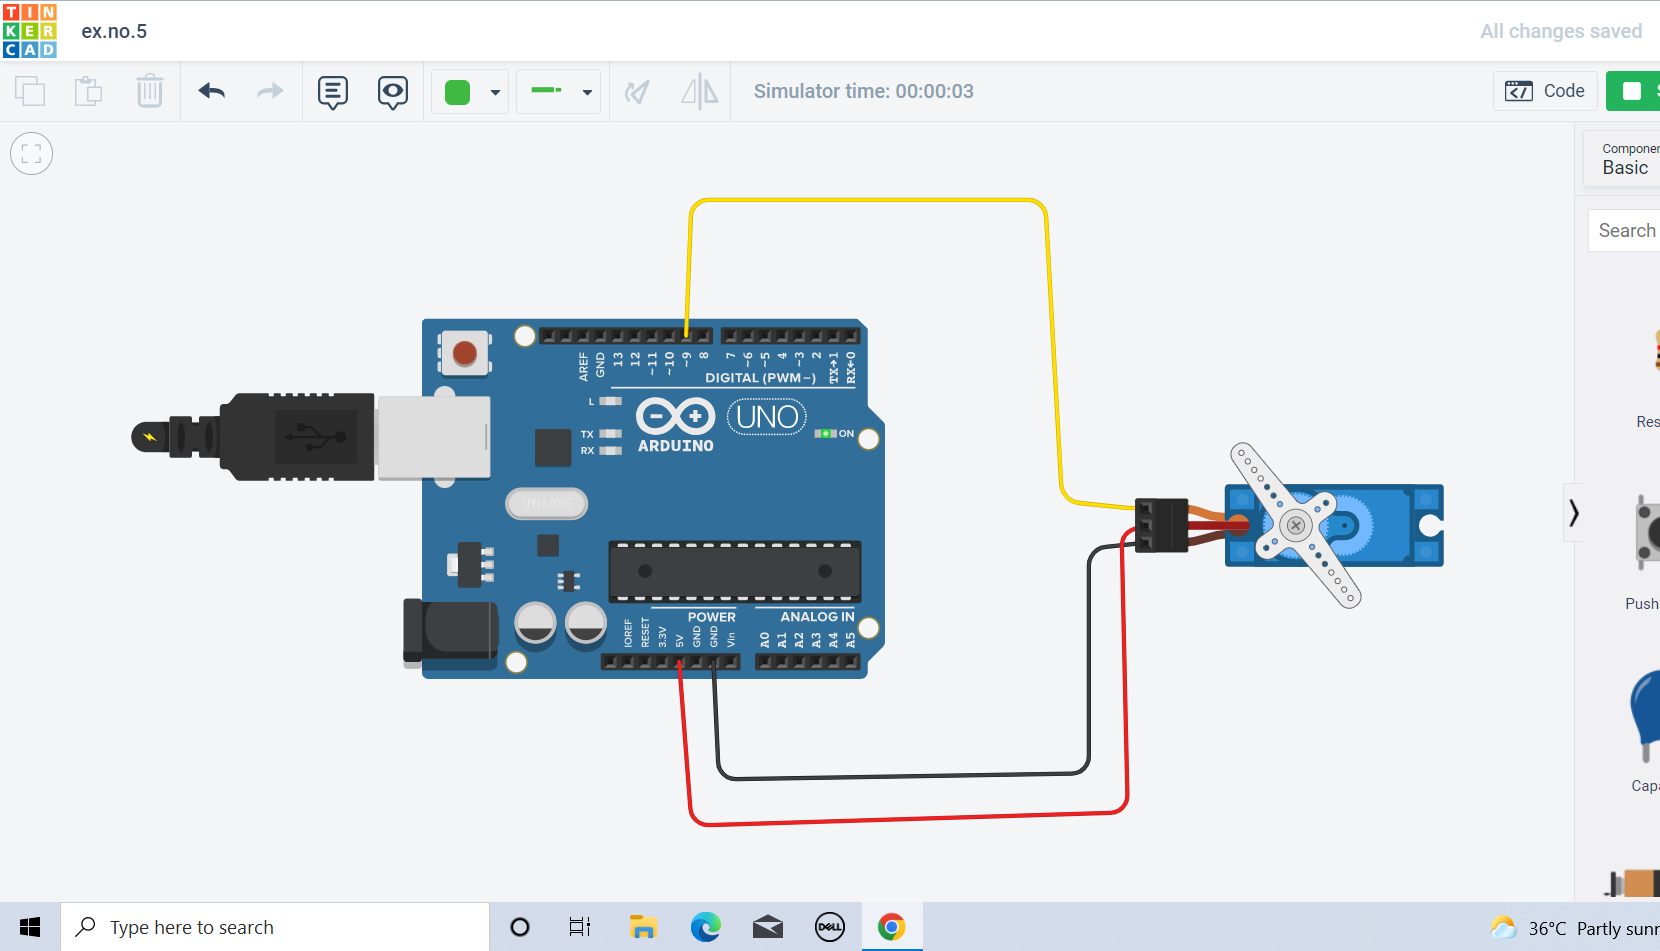 TIN
KER
CAD
ex.no.5
All changes saved
Simulator time: 00:00:03
Code
S
Componer
Basic
Search
AREF
GND
13
12
~11
~10
~9
8
7
~6
~5
4
~3
2
TX→1
RX←0
DIGITAL (PWM~)
L
TX
RX
ARDUINO
UNO
ON
POWER
ANALOG IN
IOREF
RESET
3.3V
5V
GND
GND
Vin
A0
A1
A2
A3
A4
A5
Res
Push
Capa
Type here to search
DELL
36°C Partly sunn